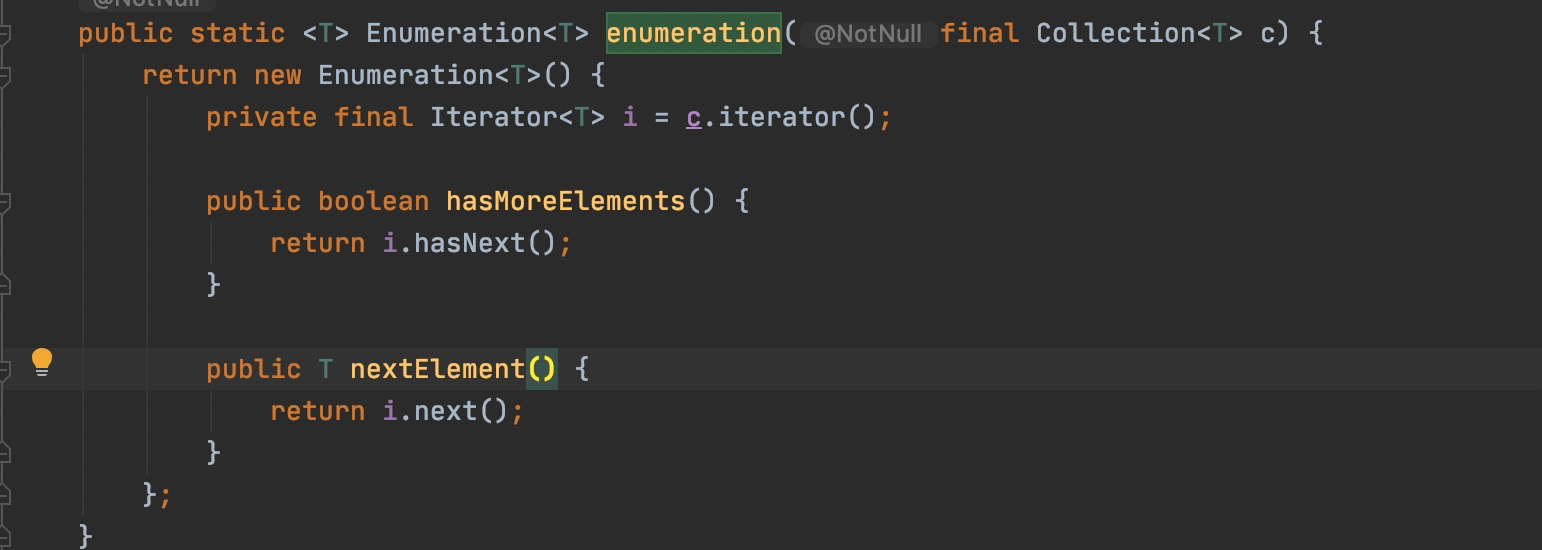 @NotNull
public static <T> Enumeration<T> enumeration( @NotNull final Collection<T> c) {
return new Enumeration<T>() {
private final Iterator<T> i = c.iterator();
public boolean hasMoreElements() {
return i.hasNext();
}
public T nextElement() {
return i.next();
}
};
}